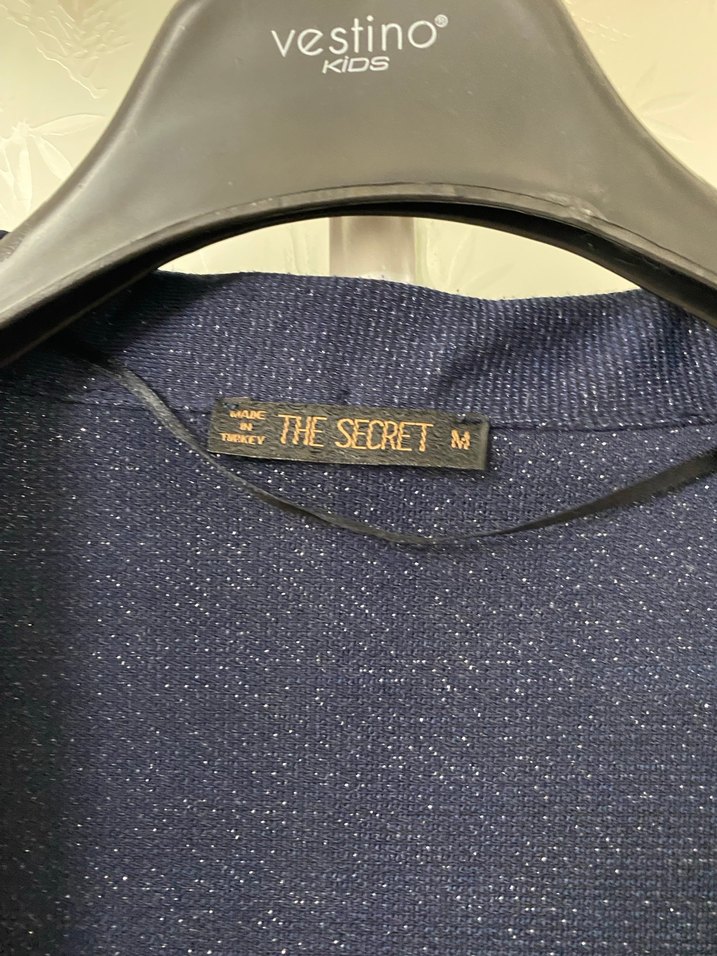 vestino®
KiDS
MADE
IN
TURKEY
THE SECRET M